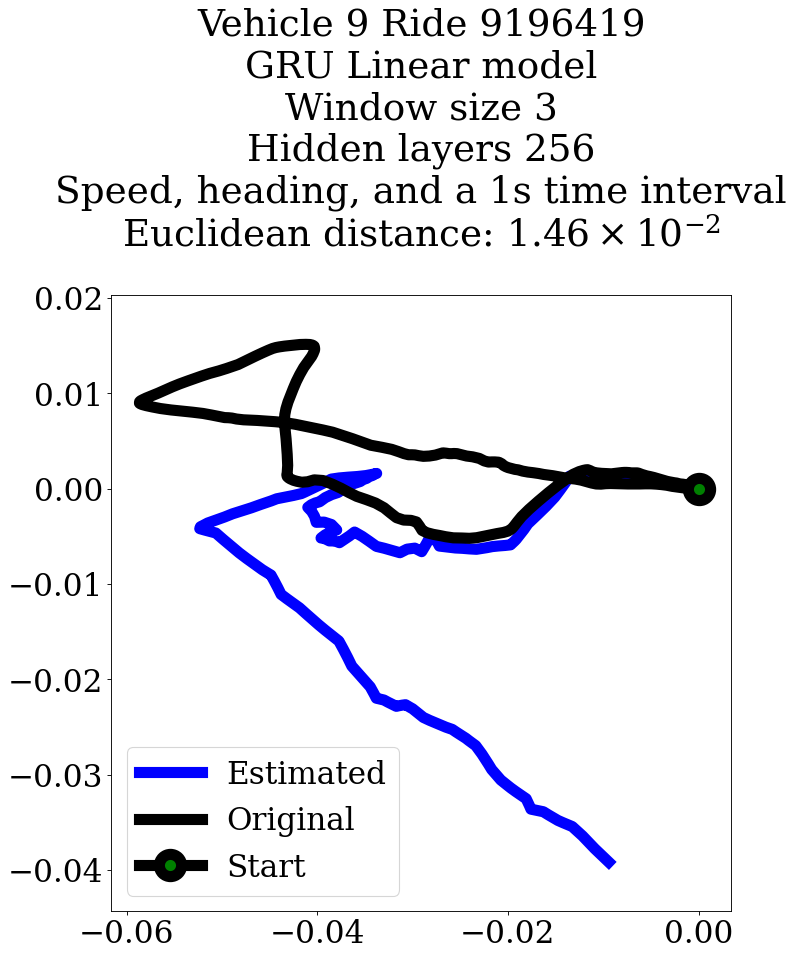 Vehicle 9 Ride 9196419
GRU Linear model
Window size 3
Hidden layers 256
Speed, heading, and a 1s time interval
Euclidean distance: $1.46 \times 10^{-2}$
0.02
0.01
0.00
−0.01
−0.02
−0.03
−0.04
Estimated
Original
Start
−0.06 −0.04 −0.02 0.00